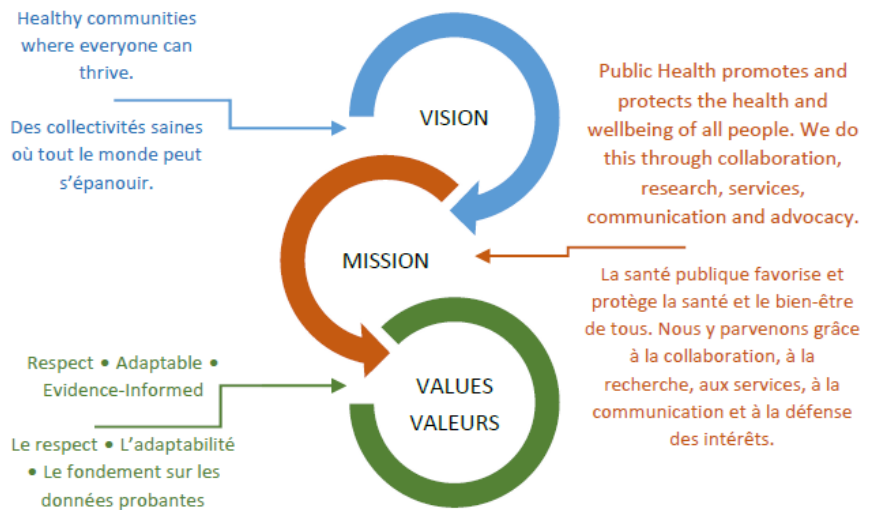 Healthy communities
where everyone can
thrive.
Des collectivités saines
où tout le monde peut
s’épanouir.
VISION
Public Health promotes and
protects the health and
wellbeing of all people. We do
this through collaboration,
research, services,
communication and advocacy.
MISSION
La santé publique favorise et
protège la santé et le bien-être
de tous. Nous y parvenons grâce
à la collaboration, à la
recherche, aux services, à la
communication et à la défense
des intérêts.
Respect • Adaptable •
Evidence-Informed
Le respect • L’adaptabilité
• Le fondement sur les
données probantes
VALUES
VALEURS